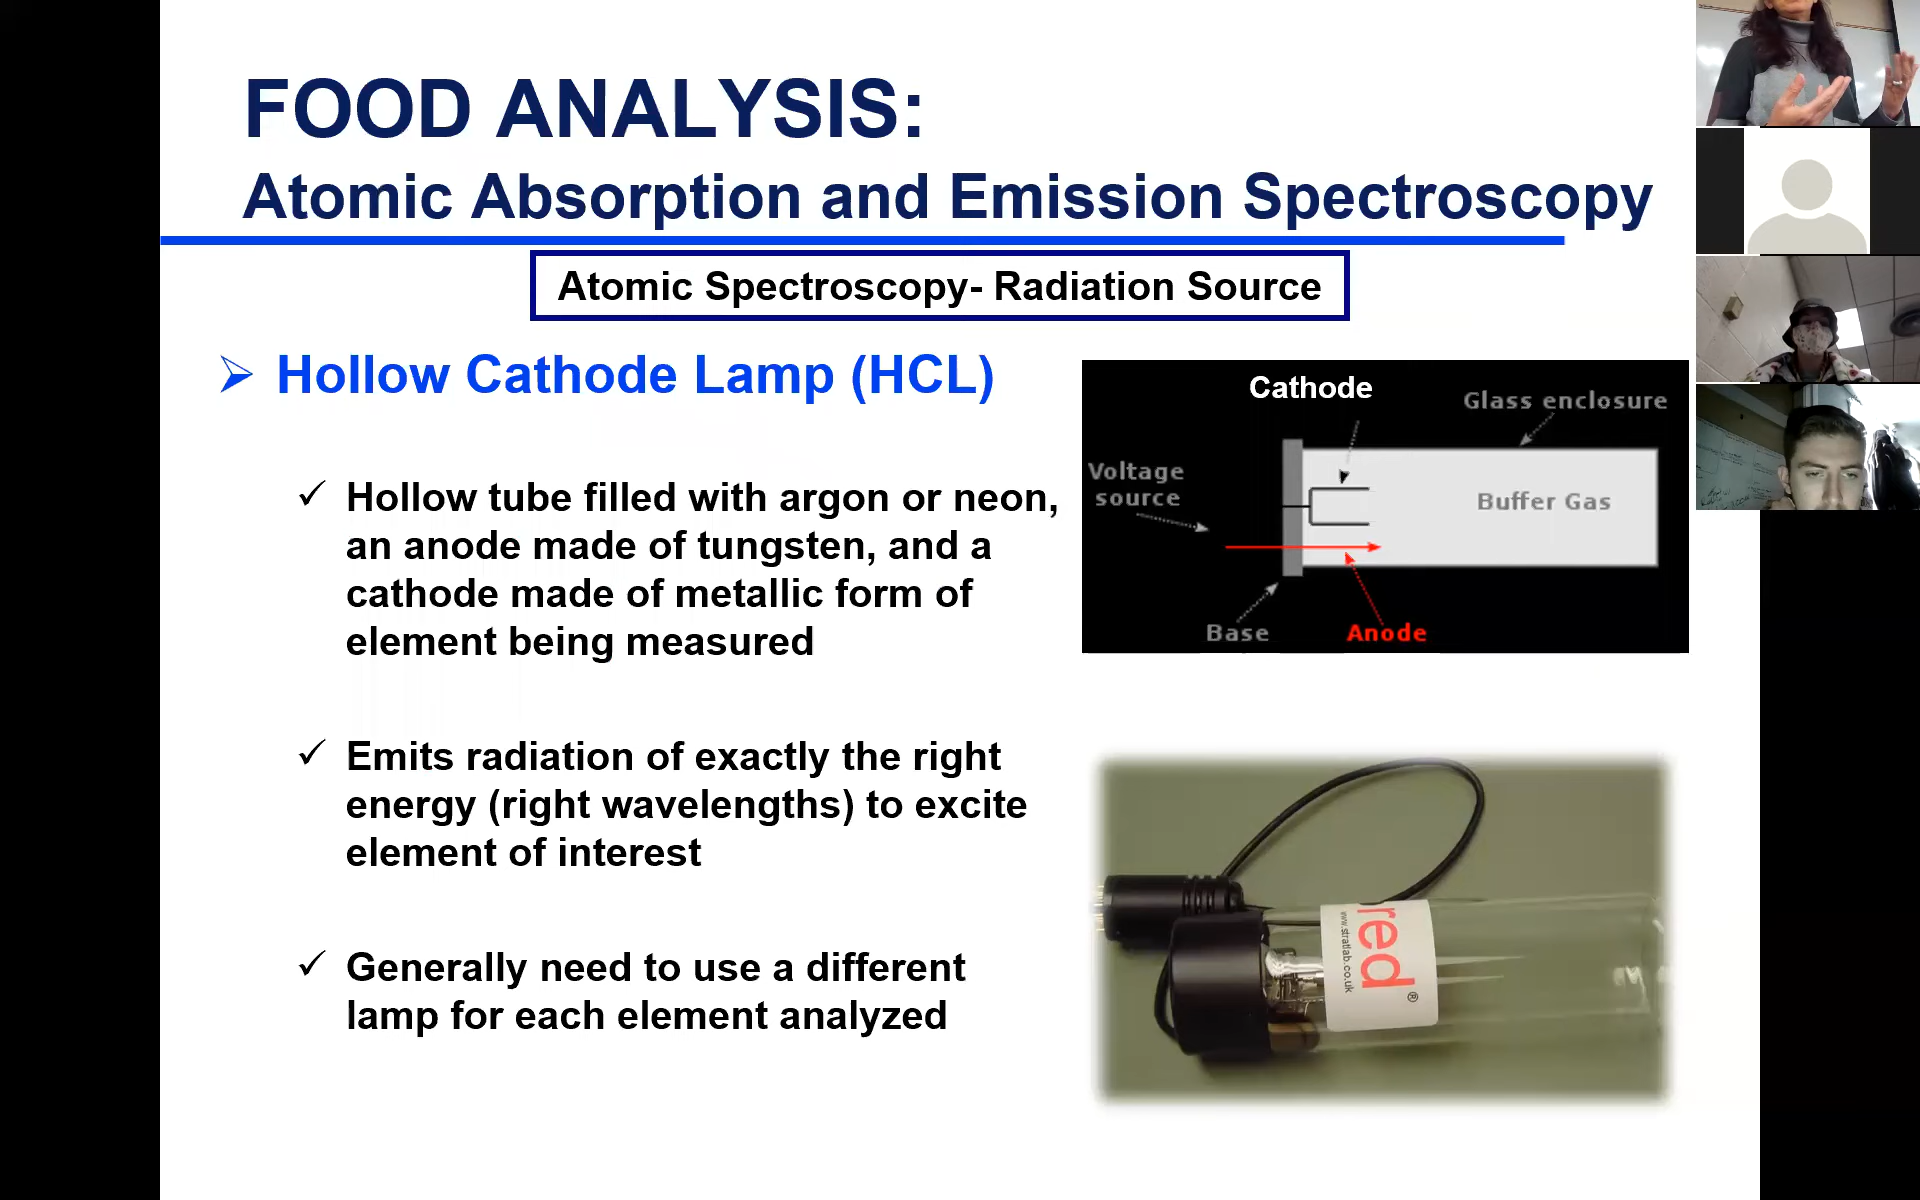 FOOD ANALYSIS:
Atomic Absorption and Emission Spectroscopy
Atomic Spectroscopy- Radiation Source
Hollow Cathode Lamp (HCL)
Hollow tube filled with argon or neon,
an anode made of tungsten, and a
cathode made of metallic form of
element being measured
Emits radiation of exactly the right
energy (right wavelengths) to excite
element of interest
Generally need to use a different
lamp for each element analyzed
Cathode
Glass enclosure
Voltage
source
Buffer Gas
Base
Anode
red®
www.stratlab.co.uk